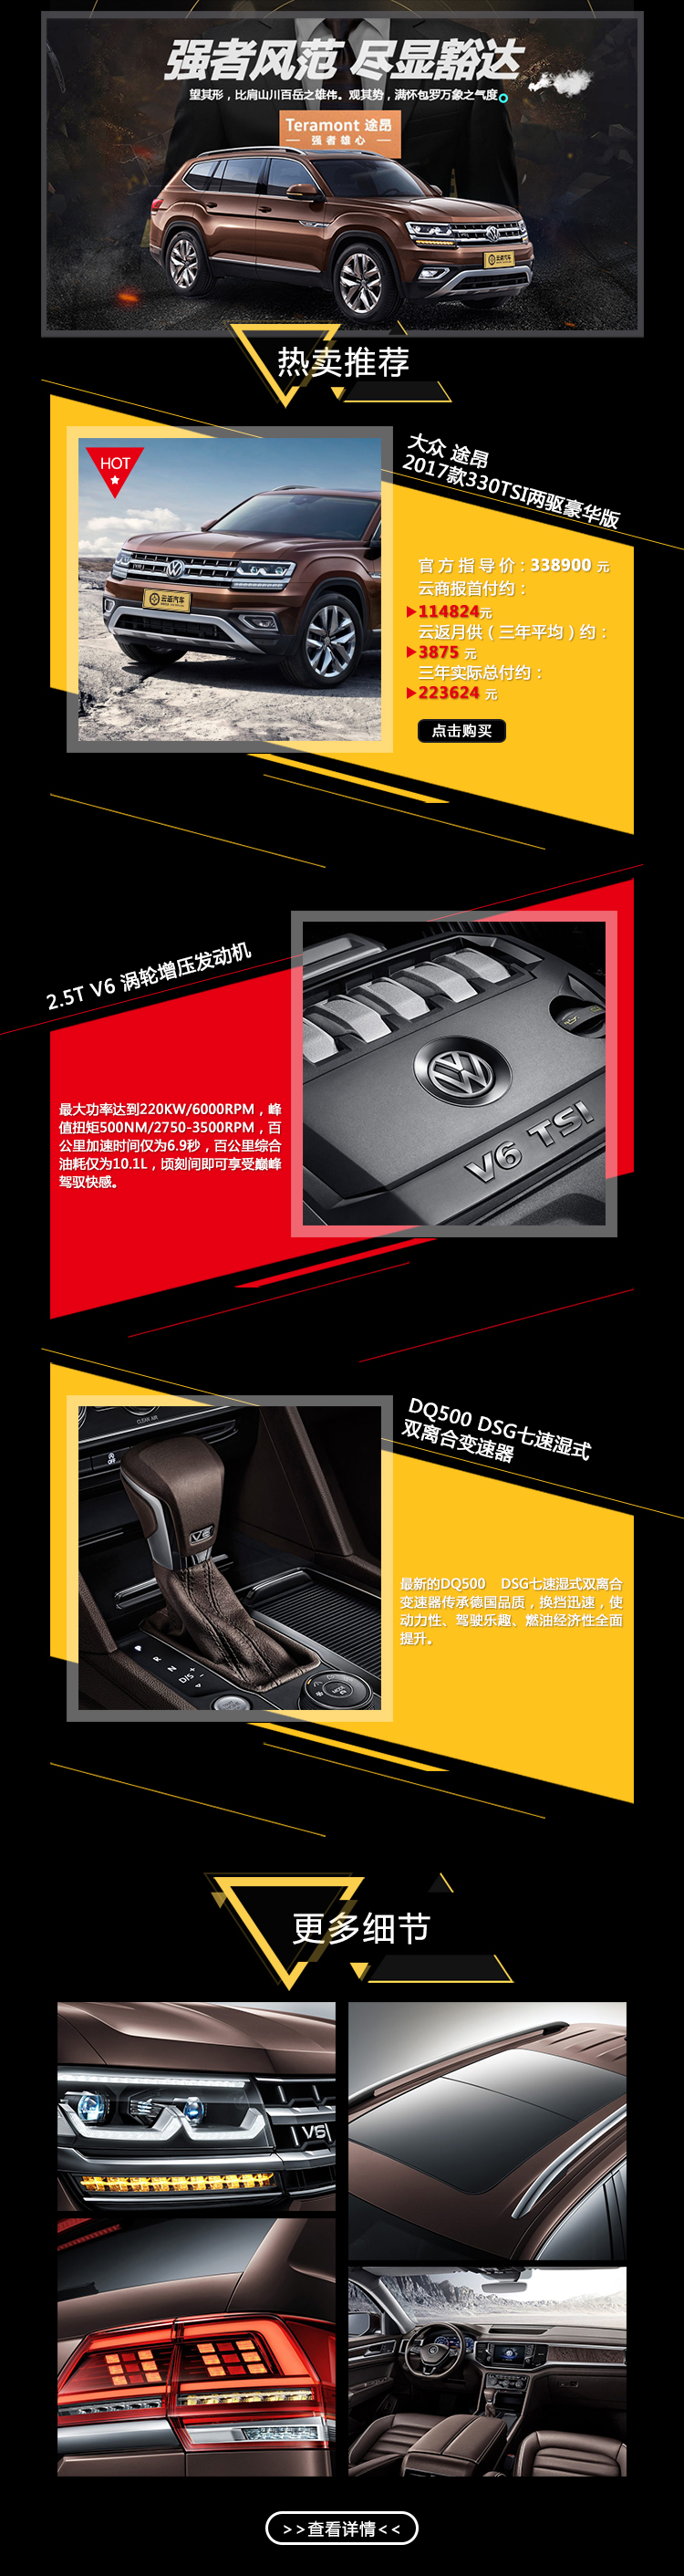 强者风范 尽显豁达
望其形，比肩山川百岳之雄伟。观其势，满怀包罗万象之气度。
Teramont 途昂
强者雄心
云返汽车
热卖推荐
HOT
云返汽车
大众 途昂
2017款330TSI两驱豪华版
官方指导价：338900 元
云商报首付约：
114824元
云返月供（三年平均）约：
3875 元
三年实际总付约：
223624 元
点击购买
2.5T V6 涡轮增压发动机
最大功率达到220KW/6000RPM，峰
值扭矩500NM/2750-3500RPM，百
公里加速时间仅为6.9秒，百公里综合
油耗仅为10.1L，顷刻间即可享受巅峰
驾驭快感。
V6 TSI
DQ500 DSG七速湿式
双离合变速器
CLEAN AIR
V6
R
N
D/S
+
-
最新的DQ500 DSG七速湿式双离合
变速器传承德国品质，换挡迅速，使
动力性、驾驶乐趣、燃油经济性全面
提升。
更多细节
V6
>>查看详情<<